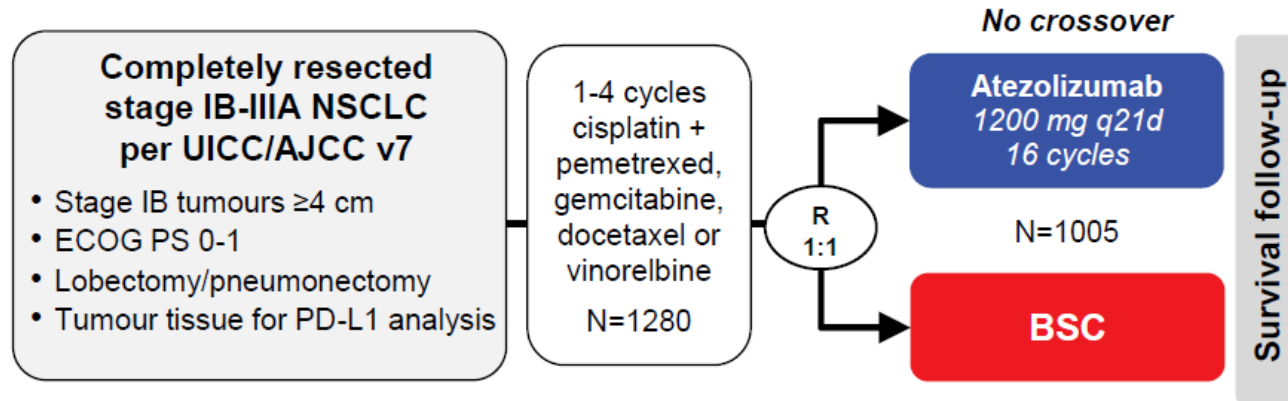 Completely resected
stage IB-IIIA NSCLC
per UICC/AJCC v7
• Stage IB tumours ≥4 cm
• ECOG PS 0-1
• Lobectomy/pneumonectomy
• Tumour tissue for PD-L1 analysis
1-4 cycles
cisplatin +
pemetrexed,
gemcitabine,
docetaxel or
vinorelbine
N=1280
R
1:1
No crossover
Atezolizumab
1200 mg q21d
16 cycles
N=1005
BSC
Survival follow-up